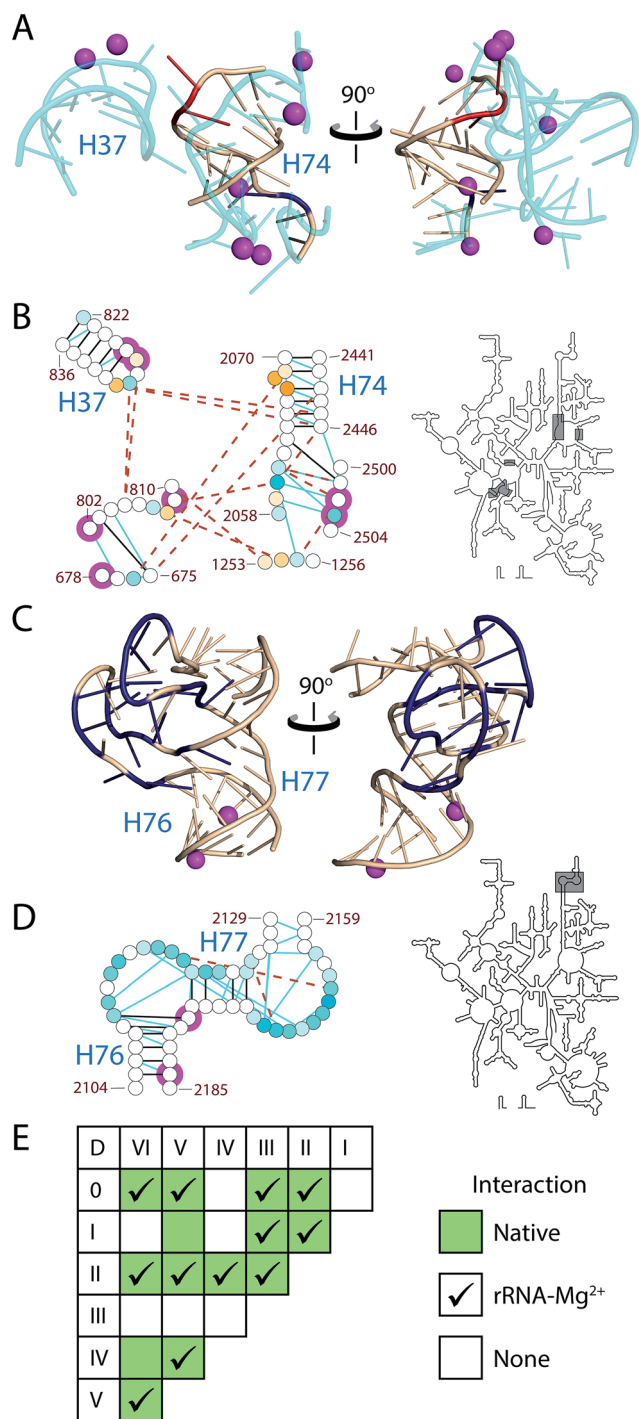 A
H37
H74
90o
B
822
836
H37
2070
2441
H74
2446
802
810
2500
2058
2504
678
675
1253
1256
C
90o
H76
H77
D
2129
2159
H77
H76
2104
2185
E
D VI V IV III II I
0 ✓ ✓ ✓ ✓
I ✓ ✓
II ✓ ✓ ✓ ✓
III
IV ✓
V ✓
Interaction
Native
✓ rRNA-Mg2+
None